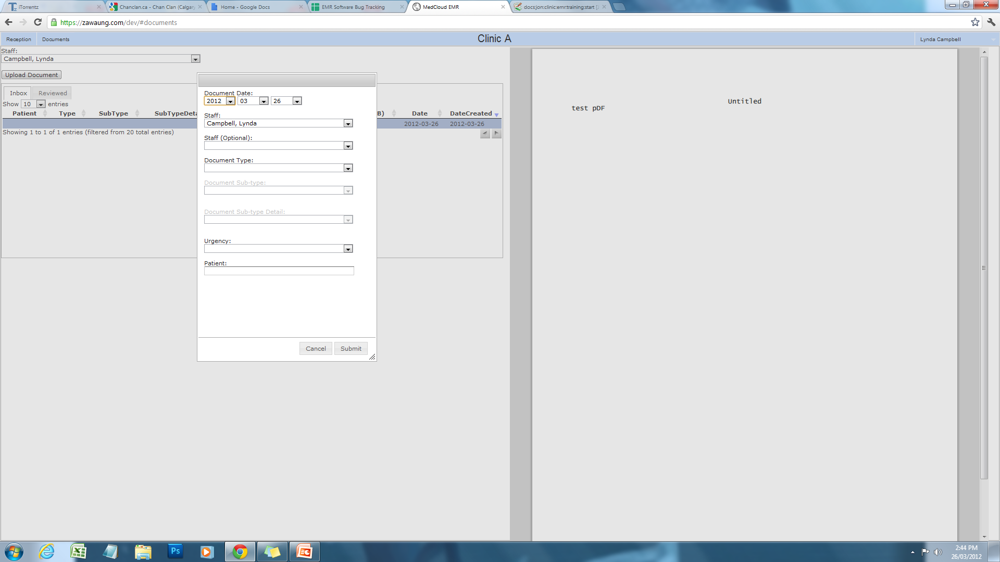 iTorrentz
Chanclan.ca - Chan Clan (Calgary
Home - Google Docs
EMR Software Bug Tracking
MedCloud EMR
docs:jon:clinic:emr:training:start [
https://zawaung.com/dev/#documents
Reception
Documents
Clinic A
Lynda Campbell
Staff:
Campbell, Lynda
Upload Document
Inbox
Reviewed
Show 10 entries
Patient Type SubType SubTypeDeta B) Date DateCreated
2012-03-26 2012-03-26
Showing 1 to 1 of 1 entries (filtered from 20 total entries)
Document Date:
2012 03 26
Staff:
Campbell, Lynda
Staff (Optional):
Document Type:
Document Sub-type:
Document Sub-type Detail:
Urgency:
Patient:
Cancel Submit
Untitled
test pDF
Ps
2:44 PM
26/03/2012